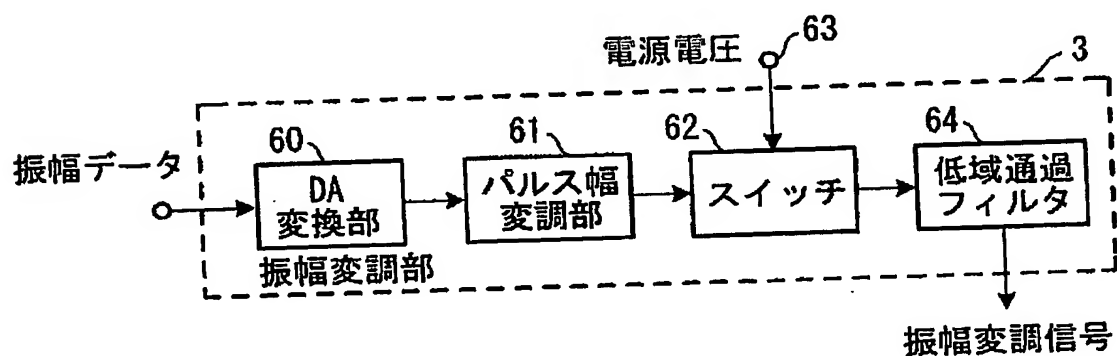 電源電圧
63
3
振幅データ
60
DA
変換部
61
パルス幅
変調部
62
スイッチ
64
低域通過
フィルタ
振幅変調部
振幅変調信号